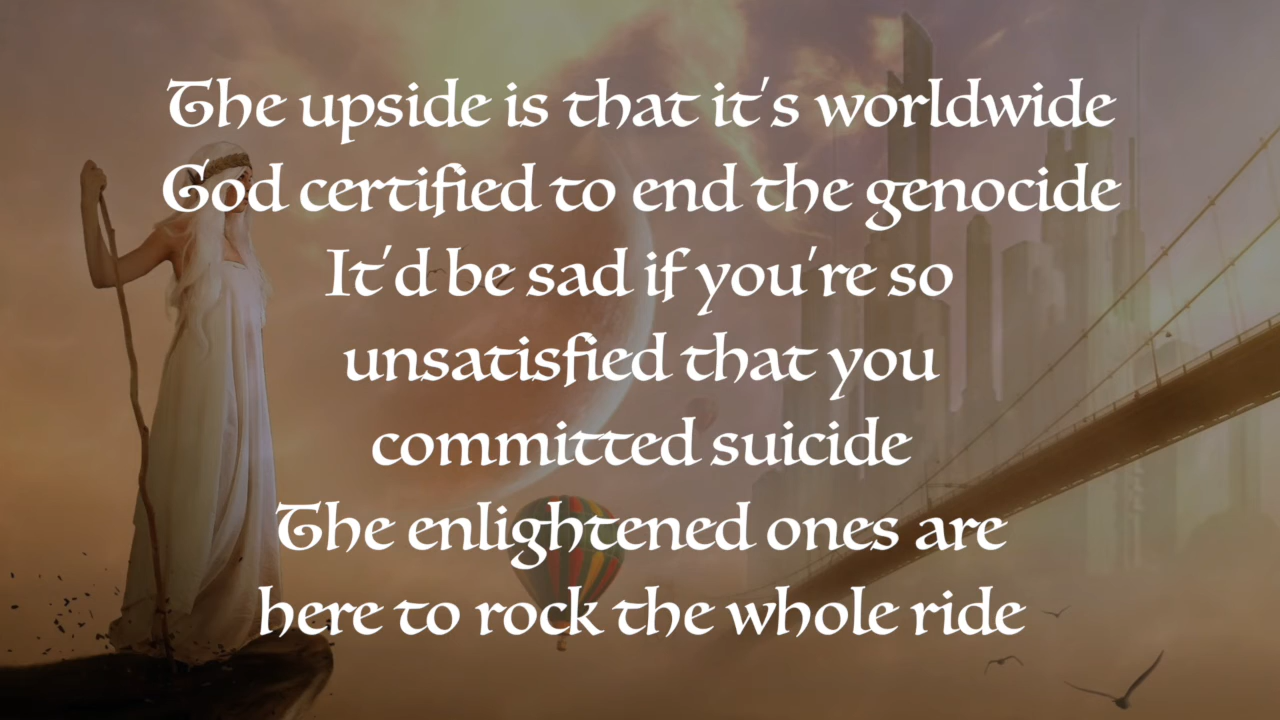 The upside is that it's worldwide
God certified to end the genocide
It'd be sad if you're so
unsatisfied that you
committed suicide
The enlightened ones are
here to rock the whole ride